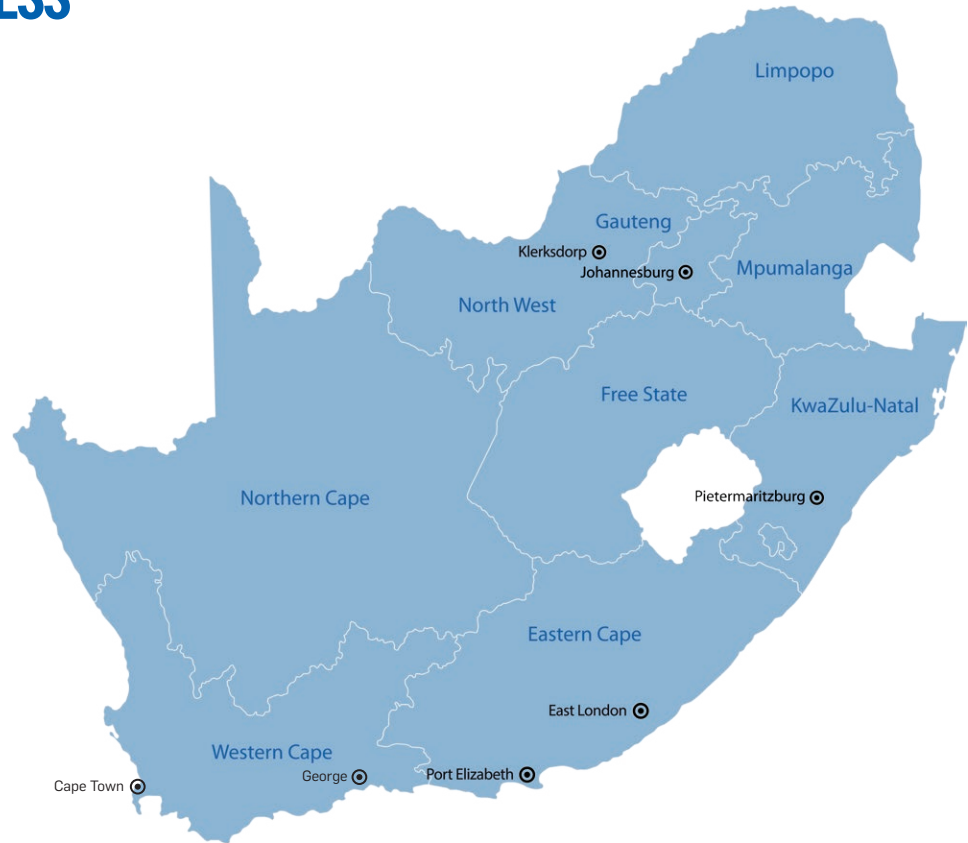 ESS
Limpopo
Gauteng
Klerksdorp
Johannesburg
Mpumalanga
North West
Free State
KwaZulu-Natal
Northern Cape
Pietermaritzburg
Eastern Cape
East London
Western Cape
George
Port Elizabeth
Cape Town